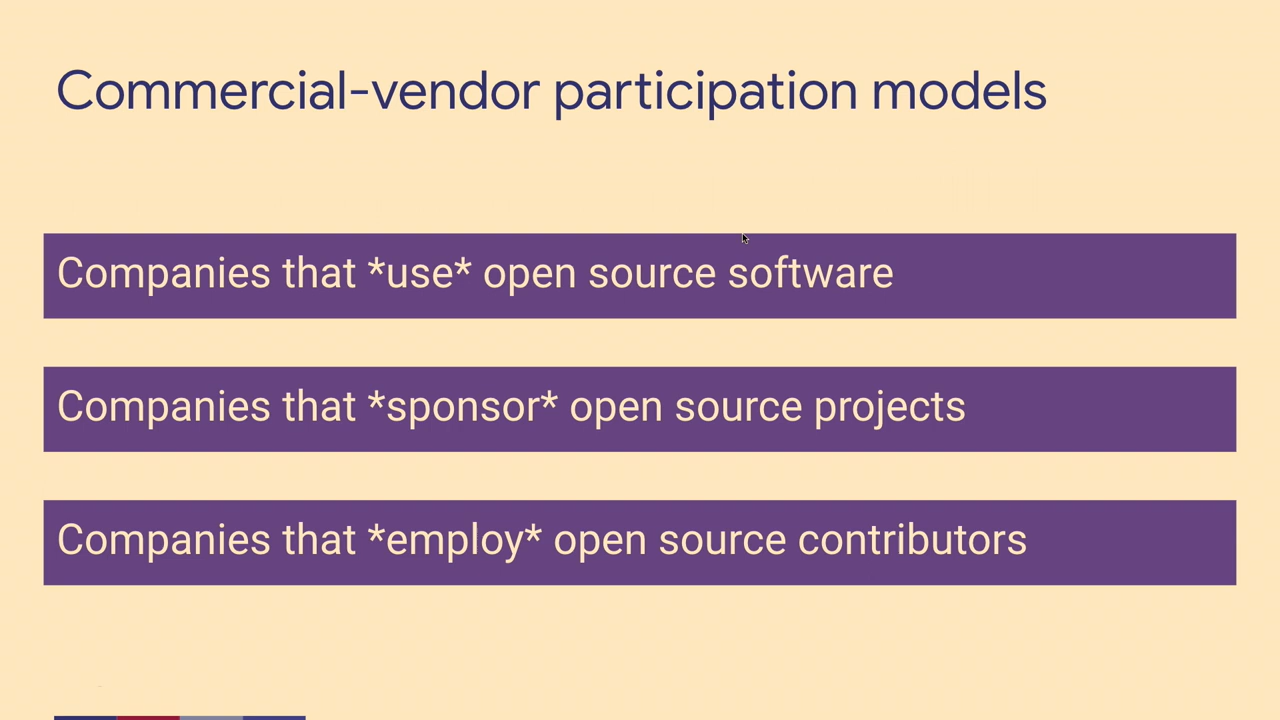 Commercial-vendor participation models
Companies that *use* open source software
Companies that *sponsor* open source projects
Companies that *employ* open source contributors